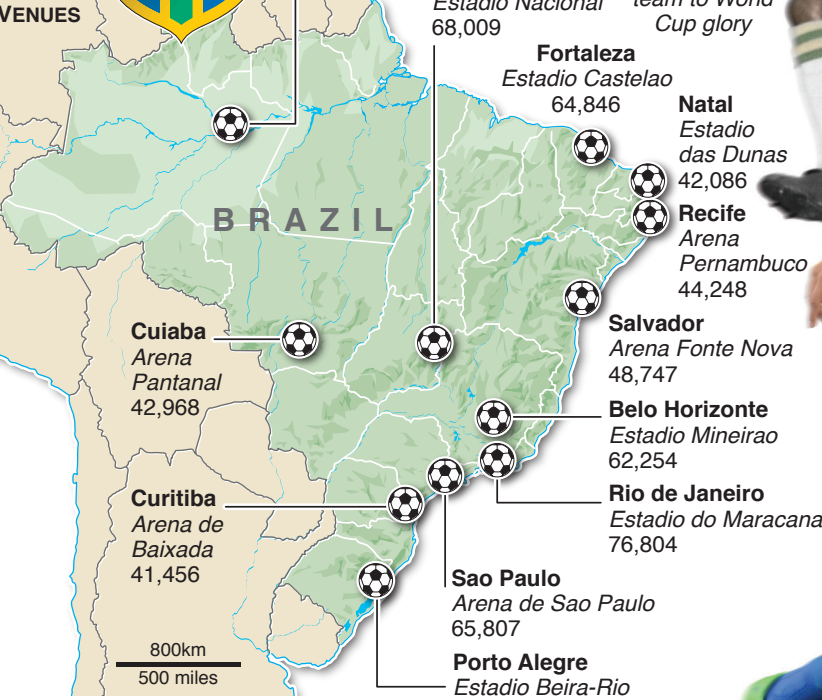 VENUES
Estadio Nacional
68,009
team to World
Cup glory
Fortaleza
Estadio Castelao
64,846
Natal
Estadio
das Dunas
42,086
Recife
Arena
Pernambuco
44,248
BRAZIL
Salvador
Arena Fonte Nova
48,747
Cuiaba
Arena
Pantanal
42,968
Belo Horizonte
Estadio Mineirao
62,254
Rio de Janeiro
Estadio do Maracana
76,804
Curitiba
Arena de
Baixada
41,456
Sao Paulo
Arena de Sao Paulo
65,807
Porto Alegre
Estadio Beira-Rio
800km
500 miles